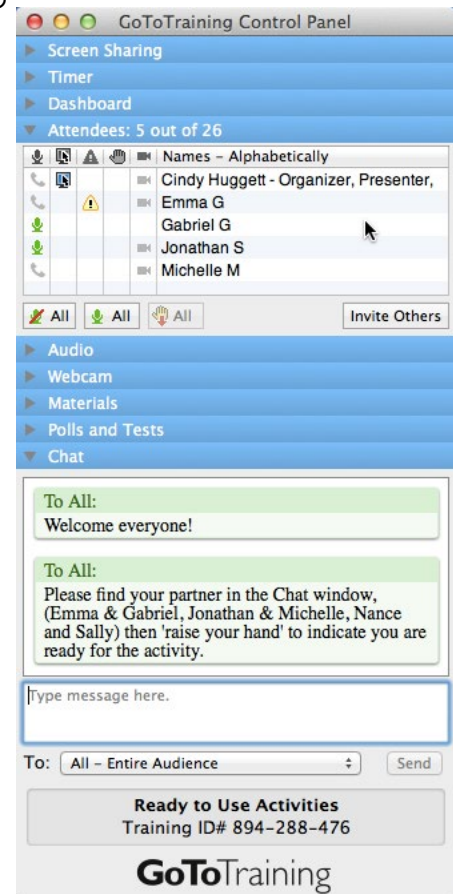 GoToTraining Control Panel
Screen Sharing
Timer
Dashboard
Attendees: 5 out of 26
Names – Alphabetically
Cindy Huggett - Organizer, Presenter,
Emma G
Gabriel G
Jonathan S
Michelle M
All All All Invite Others
Audio
Webcam
Materials
Polls and Tests
Chat
To All:
Welcome everyone!
To All:
Please find your partner in the Chat window,
(Emma & Gabriel, Jonathan & Michelle, Nance
and Sally) then 'raise your hand' to indicate you are
ready for the activity.
Type message here.
To: All – Entire Audience Send
Ready to Use Activities
Training ID# 894-288-476
GoToTraining